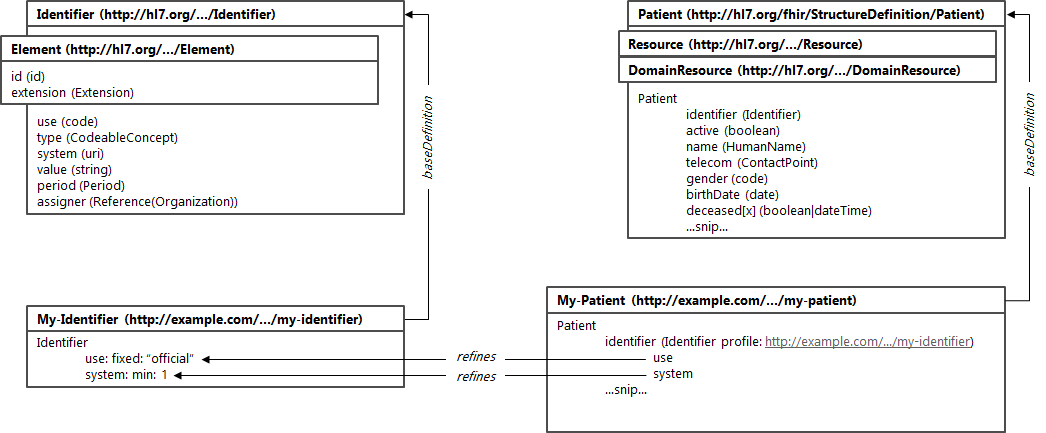 Identifier (http://hl7.org/.../Identifier)
Element (http://hl7.org/.../Element)
id (id)
extension (Extension)
use (code)
type (CodeableConcept)
system (uri)
value (string)
period (Period)
assigner (Reference(Organization))
baseDefinition
Patient (http://hl7.org/fhir/StructureDefinition/Patient)
Resource (http://hl7.org/.../Resource)
DomainResource (http://hl7.org/.../DomainResource)
Patient
identifier (Identifier)
active (boolean)
name (HumanName)
telecom (ContactPoint)
gender (code)
birthDate (date)
deceased[x] (boolean|dateTime)
...snip...
baseDefinition
My-Identifier (http://example.com/.../my-identifier)
Identifier
use: fixed: “official”
system: min: 1
refines
refines
My-Patient (http://example.com/.../my-patient)
Patient
identifier (Identifier profile: http://example.com/.../my-identifier)
use
system
...snip...